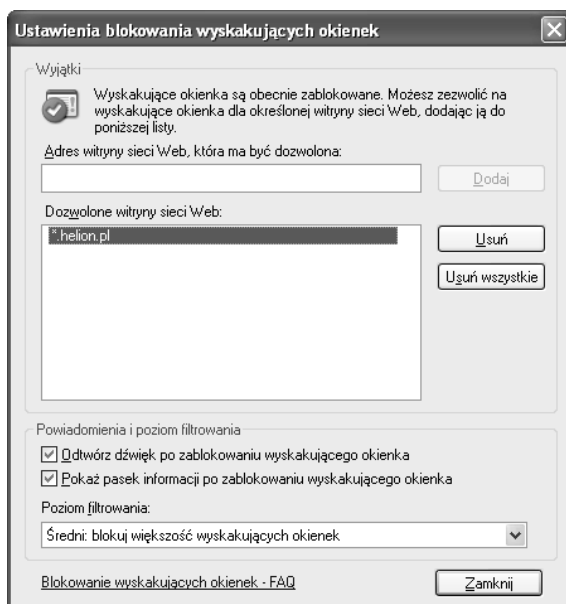 Ustawienia blokowania wyskakujących okienek
Wyjątki
Wyskakujące okienka są obecnie zablokowane. Możesz zezwolić na
wyskakujące okienka dla określonej witryny sieci Web, dodając ją do
poniższej listy.
Adres witryny sieci Web, która ma być dozwolona:
Dodaj
Dozwolone witryny sieci Web:
*.helion.pl
Usuń
Usuń wszystkie
Powiadomienia i poziom filtrowania
Odtwórz dźwięk po zablokowaniu wyskakującego okienka
Pokaż pasek informacji po zablokowaniu wyskakującego okienka
Poziom filtrowania:
Średni: blokuj większość wyskakujących okienek
Blokowanie wyskakujących okienek - FAQ
Zamknij